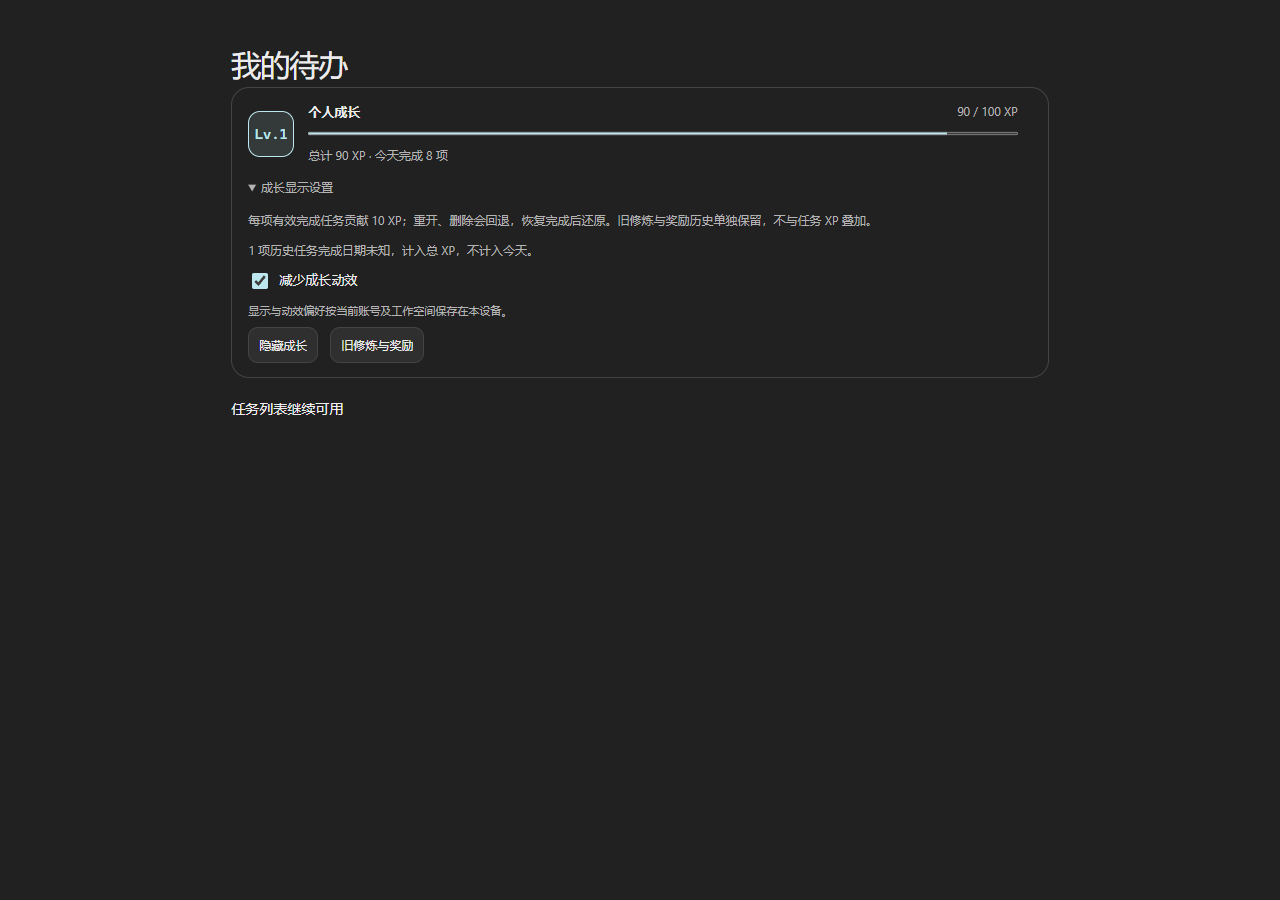 我的待办
Lv.1
个人成长
90 / 100 XP
总计 90 XP · 今天完成 8 项
▼ 成长显示设置
每项有效完成任务贡献 10 XP；重开、删除会回退，恢复完成后还原。旧修炼与奖励历史单独保留，不与任务 XP 叠加。
1 项历史任务完成日期未知，计入总 XP，不计入今天。
减少成长动效
显示与动效偏好按当前账号及工作空间保存在本设备。
隐藏成长
旧修炼与奖励
任务列表继续可用